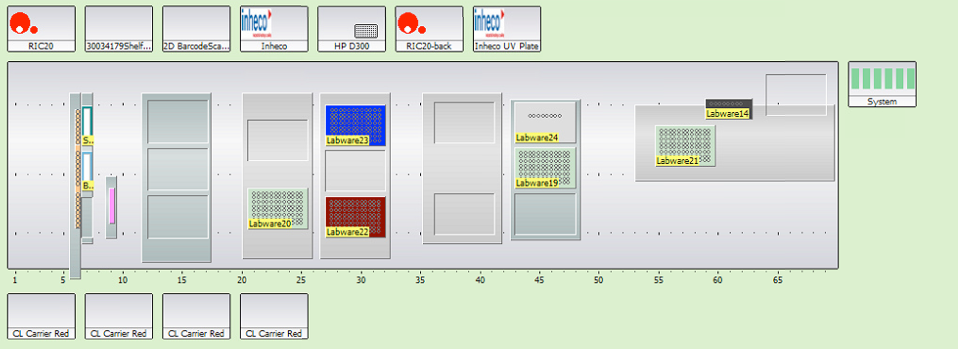 inheco
inheco
RIC20
30034179Shelf...
2D BarcodeSca...
Inheco
HP D300
RIC20-back
Inheco UV Plate
System
Labware14
Labware23
Labware24
S..
Labware21
B..
Labware19
Labware20
Labware22
1 5 10 15 20 25 30 35 40 45 50 55 60 65
CL Carrier Red
CL Carrier Red
CL Carrier Red
CL Carrier Red